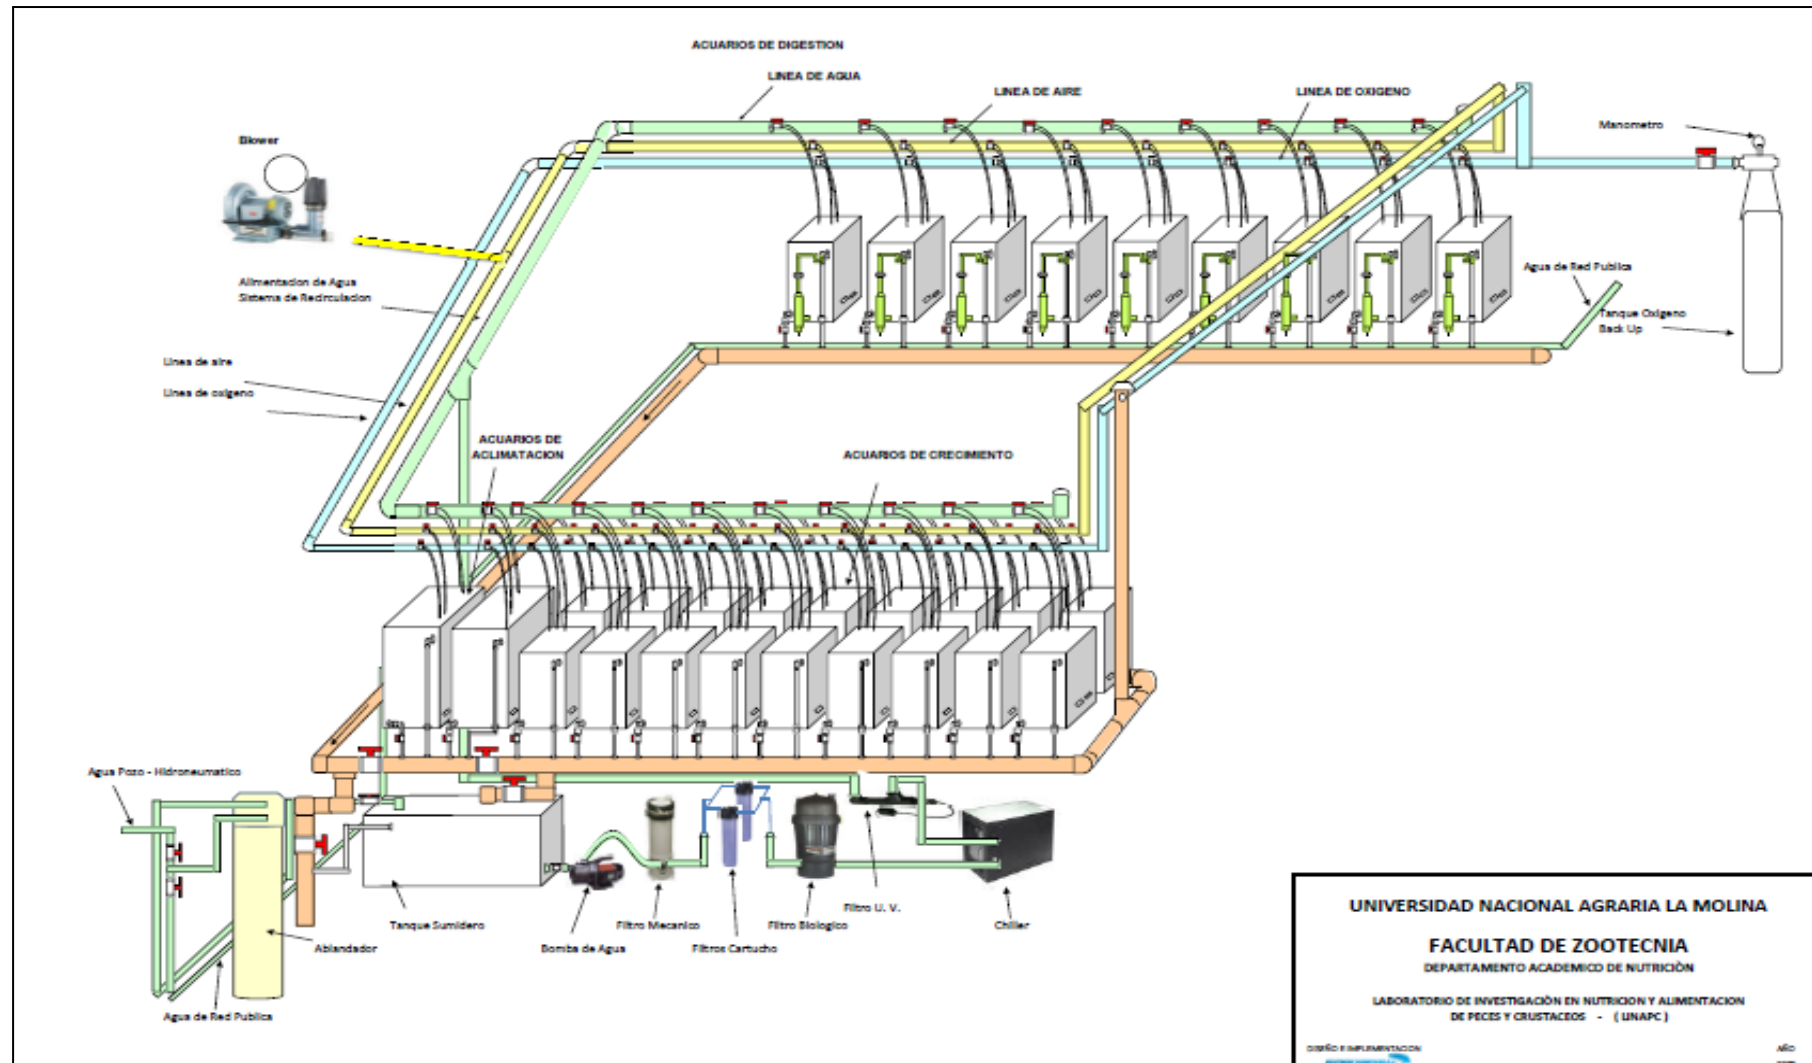 ACUARIOS DE DIGESTION
LINEA DE AGUA
LINEA DE AIRE
LINEA DE OXIGENO
Manometro
Blower
Alimentacion de Agua
Sistema de Recirculacion
Agua de Red Publica
Tanque Oxigeno
Back Up
Linea de aire
Linea de oxigeno
ACUARIOS DE
ACLIMATACION
ACUARIOS DE CRECIMIENTO
Agua Pozo - Hidroneumatico
Ablandador
Tanque Sumidero
Bomba de Agua
Filtro Mecanico
Filtros Cartucho
Filtro Biologico
Filtro U. V.
Chiller
Agua de Red Publica
UNIVERSIDAD NACIONAL AGRARIA LA MOLINA
FACULTAD DE ZOOTECNIA
DEPARTAMENTO ACADEMICO DE NUTRICIÒN
LABORATORIO DE INVESTIGACIÒN EN NUTRICION Y ALIMENTACION
DE PECES Y CRUSTACEOS - ( LINAPC )
DISEÑO E IMPLEMENTACION
AÑO